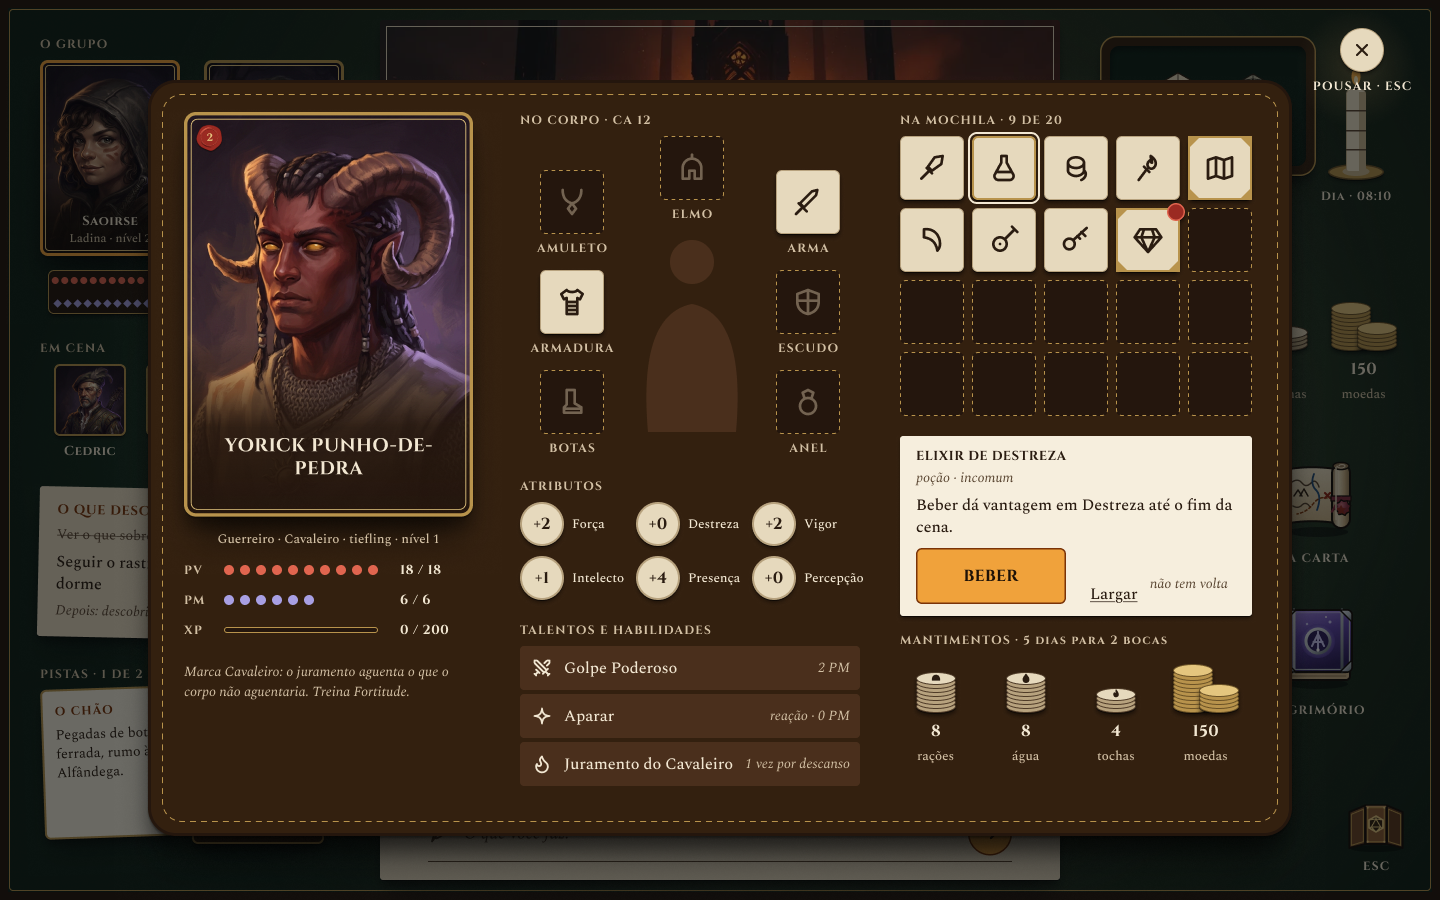 O GRUPO
SAOIRSE
Ladina · nível 2
EM CENA
CEDRIC
O QUE DESC
Ver o que sobr
Seguir o rast
dorme
Depois: descobri
PISTAS · 1 DE 2
O CHÃO
Pegadas de bot
ferrada, rumo à
Alfândega.
2
YORICK PUNHO-DE-
PEDRA
Guerreiro · Cavaleiro · tiefling · nível 1
PV 18 / 18
PM 6 / 6
XP 0 / 200
Marca Cavaleiro: o juramento aguenta o que o
corpo não aguentaria. Treina Fortitude.
NO CORPO · CA 12
ELMO
AMULETO
ARMA
ARMADURA
ESCUDO
BOTAS
ANEL
ATRIBUTOS
+2 Força +0 Destreza +2 Vigor
+1 Intelecto +4 Presença +0 Percepção
TALENTOS E HABILIDADES
Golpe Poderoso 2 PM
Aparar reação · 0 PM
Juramento do Cavaleiro 1 vez por descanso
NA MOCHILA · 9 DE 20
ELIXIR DE DESTREZA
poção · incomum
Beber dá vantagem em Destreza até o fim da
cena.
BEBER
Largar
não tem volta
MANTIMENTOS · 5 DIAS PARA 2 BOCAS
8 8 4 150
rações água tochas moedas
POUSAR · ESC
DIA · 08:10
150
moedas
CARTA
GRIMÓRIO
ESC